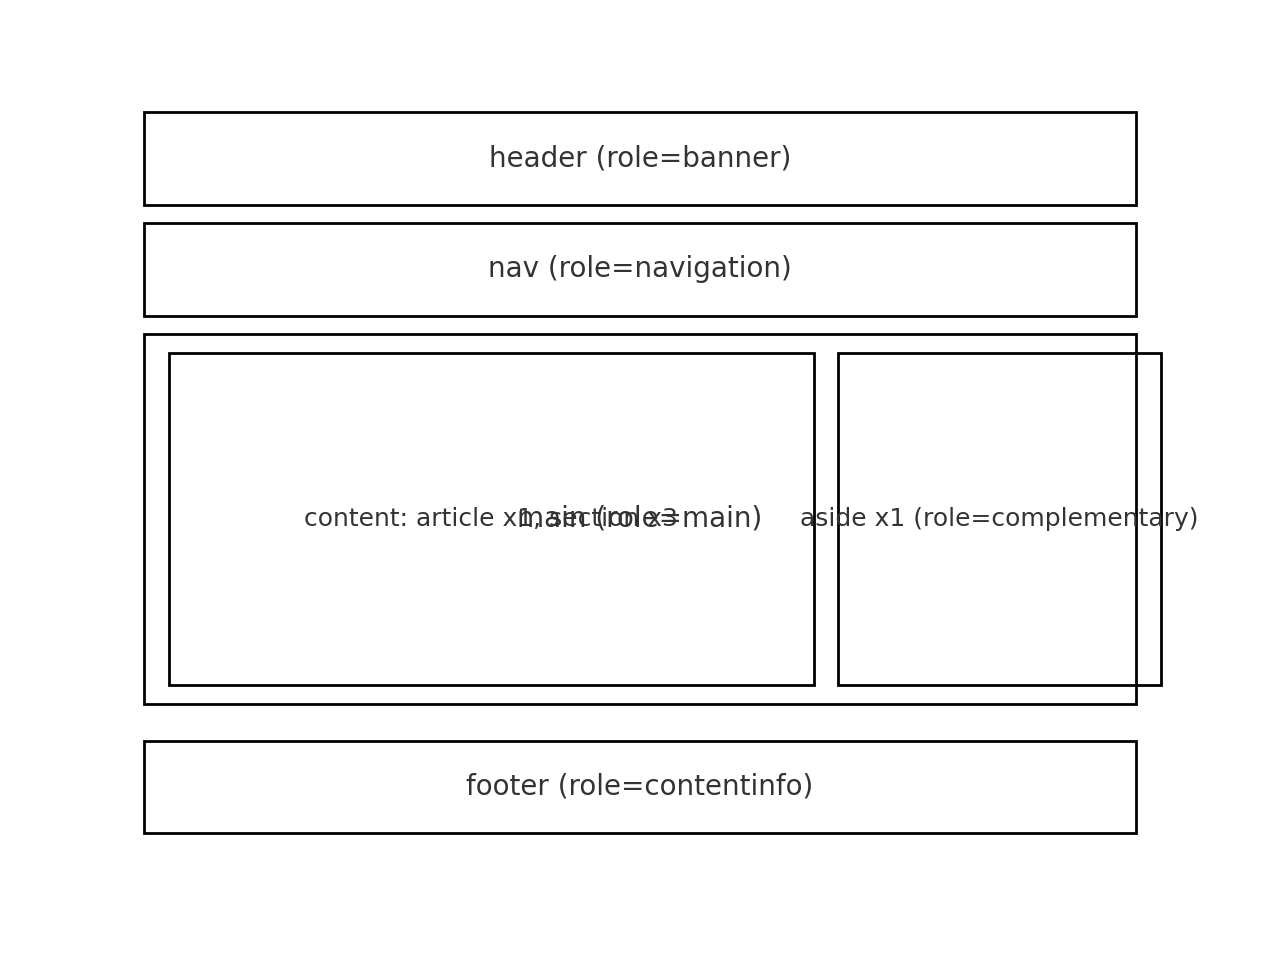 header (role=banner)
nav (role=navigation)
content: article x1, section x3
main (role=main)
aside x1 (role=complementary)
footer (role=contentinfo)